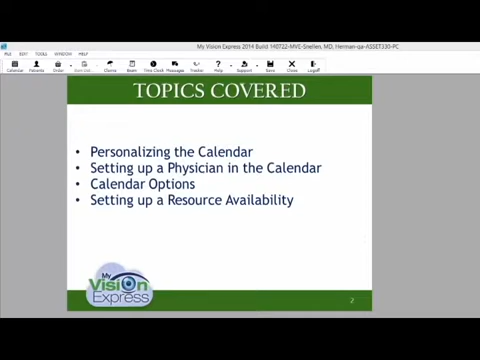 My Vision Express 2014 Build 140722-MVE-Snellen, MD, Herman-qa-ASSET330-PC
FILE EDIT TOOLS WINDOW HELP
Calendar Patients Order Claims Exam Time Clock Messages Tracker Help Support Save Close Logoff
TOPICS COVERED
• Personalizing the Calendar
• Setting up a Physician in the Calendar
• Calendar Options
• Setting up a Resource Availability
My
Vision
Express
2